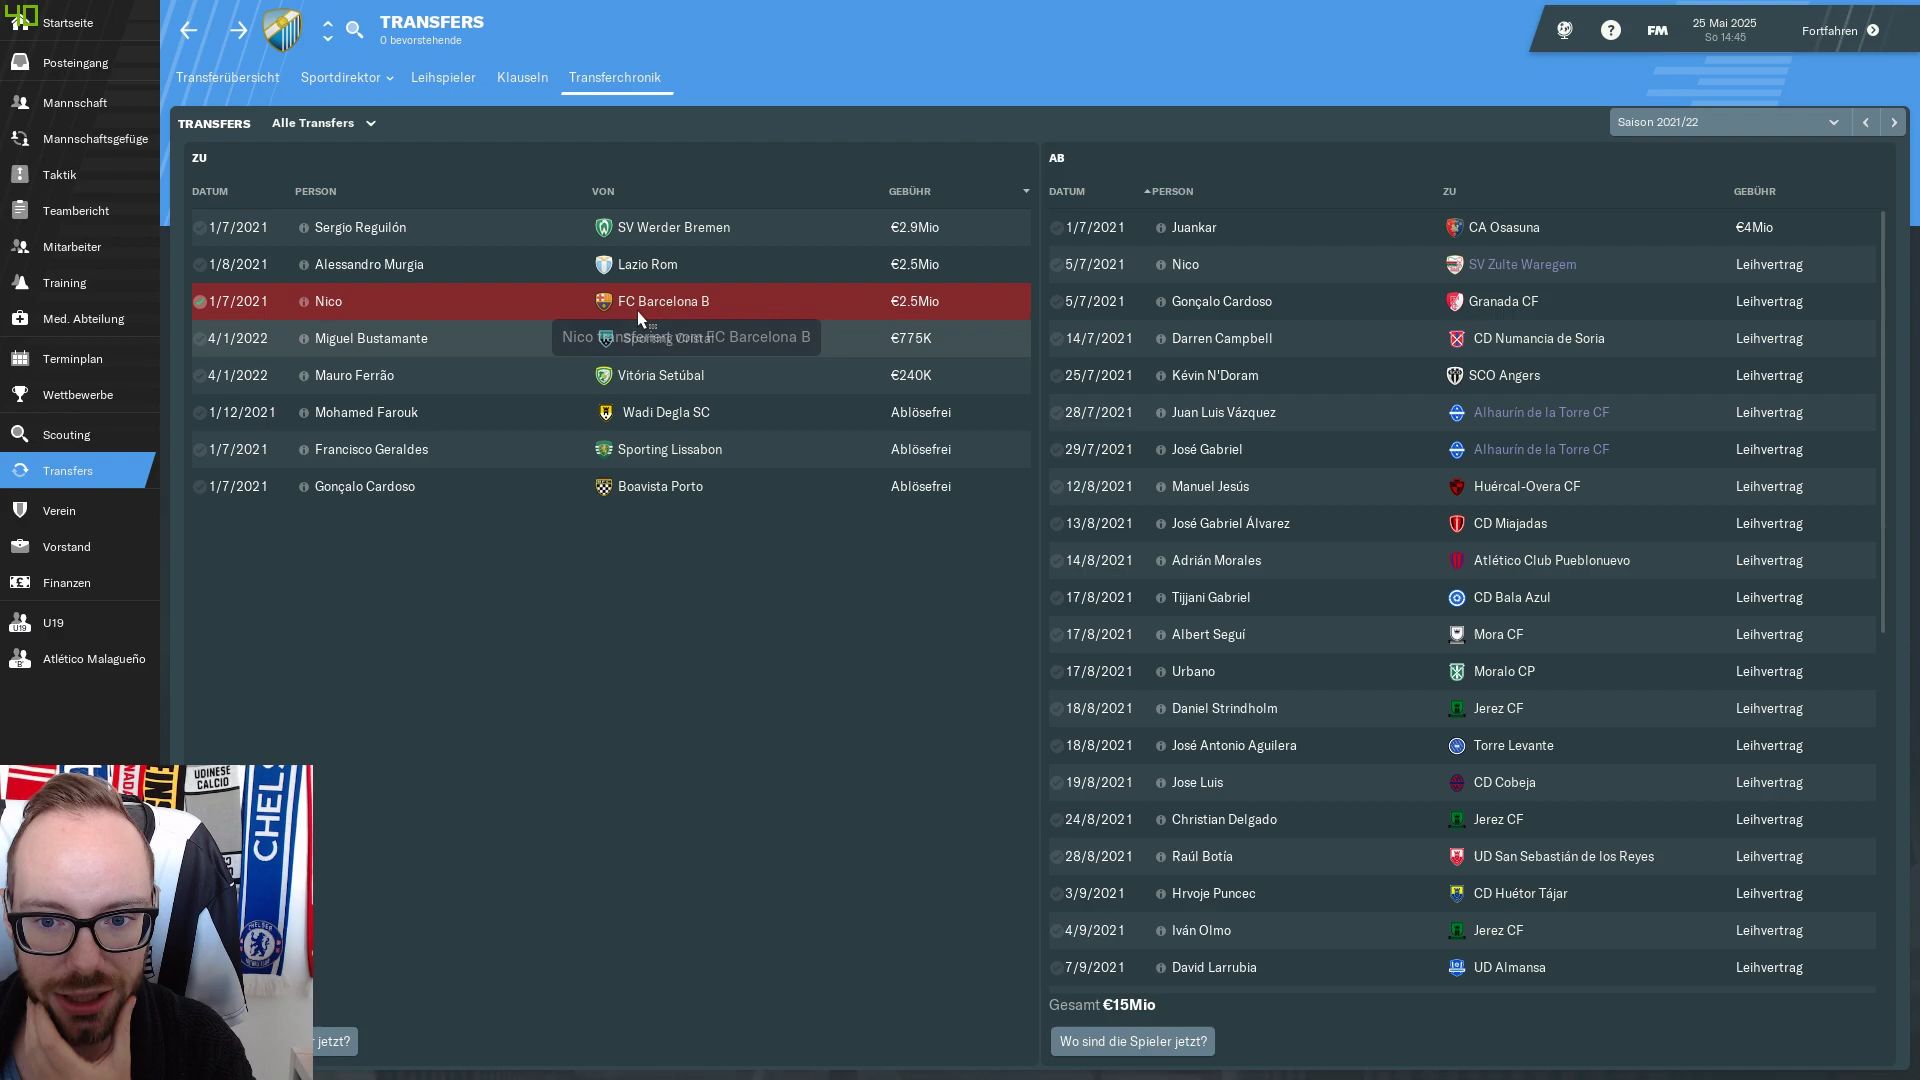 40
Startseite
Posteingang
Mannschaft
Mannschaftsgefüge
Taktik
Teambericht
Mitarbeiter
Training
Med. Abteilung
Terminplan
Wettbewerbe
Scouting
Transfers
Verein
Vorstand
Finanzen
U19
U19
Atlético Malagueño
"B"
TRANSFERS
0 bevorstehende
?
FM
25 Mai 2025
So 14:45
Fortfahren
Transferübersicht
Sportdirektor
Leihspieler
Klauseln
Transferchronik
TRANSFERS
Alle Transfers
Saison 2021/22
ZU
DATUM PERSON VON GEBÜHR
1/7/2021 Sergio Reguilón SV Werder Bremen €2.9Mio
1/8/2021 Alessandro Murgia Lazio Rom €2.5Mio
1/7/2021 Nico FC Barcelona B €2.5Mio
4/1/2022 Miguel Bustamante Sporting Cristal €775K
Nico transferiert vom FC Barcelona B
4/1/2022 Mauro Ferrão Vitória Setúbal €240K
1/12/2021 Mohamed Farouk Wadi Degla SC Ablösefrei
1/7/2021 Francisco Geraldes Sporting Lissabon Ablösefrei
1/7/2021 Gonçalo Cardoso Boavista Porto Ablösefrei
AB
DATUM PERSON ZU GEBÜHR
1/7/2021 Juankar CA Osasuna €4Mio
5/7/2021 Nico SV Zulte Waregem Leihvertrag
5/7/2021 Gonçalo Cardoso Granada CF Leihvertrag
14/7/2021 Darren Campbell CD Numancia de Soria Leihvertrag
25/7/2021 Kévin N'Doram SCO Angers Leihvertrag
28/7/2021 Juan Luis Vázquez Alhaurín de la Torre CF Leihvertrag
29/7/2021 José Gabriel Alhaurín de la Torre CF Leihvertrag
12/8/2021 Manuel Jesús Huércal-Overa CF Leihvertrag
13/8/2021 José Gabriel Álvarez CD Miajadas Leihvertrag
14/8/2021 Adrián Morales Atlético Club Pueblonuevo Leihvertrag
17/8/2021 Tijjani Gabriel CD Bala Azul Leihvertrag
17/8/2021 Albert Seguí Mora CF Leihvertrag
17/8/2021 Urbano Moralo CP Leihvertrag
18/8/2021 Daniel Strindholm Jerez CF Leihvertrag
18/8/2021 José Antonio Aguilera Torre Levante Leihvertrag
19/8/2021 Jose Luis CD Cobeja Leihvertrag
24/8/2021 Christian Delgado Jerez CF Leihvertrag
28/8/2021 Raúl Botía UD San Sebastián de los Reyes Leihvertrag
3/9/2021 Hrvoje Puncec CD Huétor Tájar Leihvertrag
4/9/2021 Iván Olmo Jerez CF Leihvertrag
7/9/2021 David Larrubia UD Almansa Leihvertrag
Gesamt €15Mio
jetzt?
Wo sind die Spieler jetzt?
UDINESE
CALCIO
CHELS